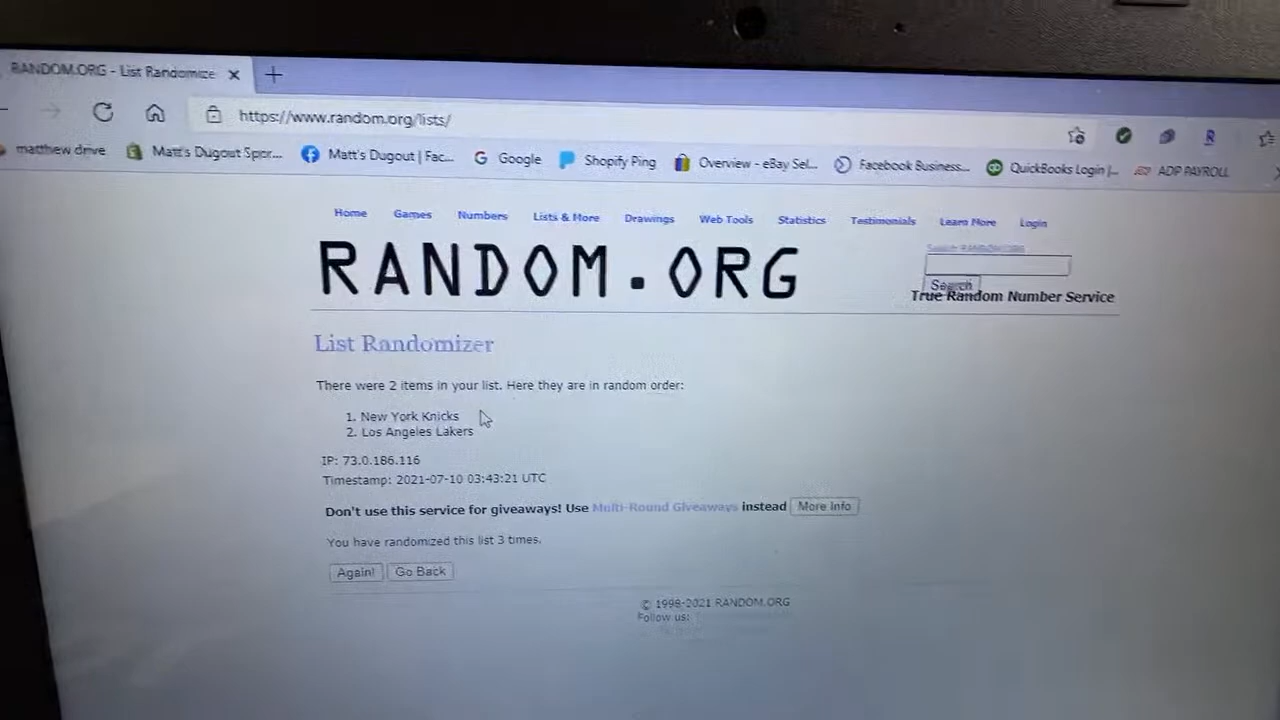 RANDOM.ORG - List Randomize
https://www.random.org/lists/
matthew drive Matt's Dugout Spor... Matt's Dugout | Fac... Google Shopify Ping Overview - eBay Sel... Facebook Business... QuickBooks Login |... ADP PAYROLL
Home Games Numbers Lists & More Drawings Web Tools Statistics Testimonials Learn More Login
RANDOM.ORG
Search RANDOM.ORG
Search
True Random Number Service
List Randomizer
There were 2 items in your list. Here they are in random order:
1. New York Knicks
2. Los Angeles Lakers
IP: 73.0.186.116
Timestamp: 2021-07-10 03:43:21 UTC
Don't use this service for giveaways! Use Multi-Round Giveaways instead More Info
You have randomized this list 3 times.
Again! Go Back
© 1998-2021 RANDOM.ORG
Follow us: